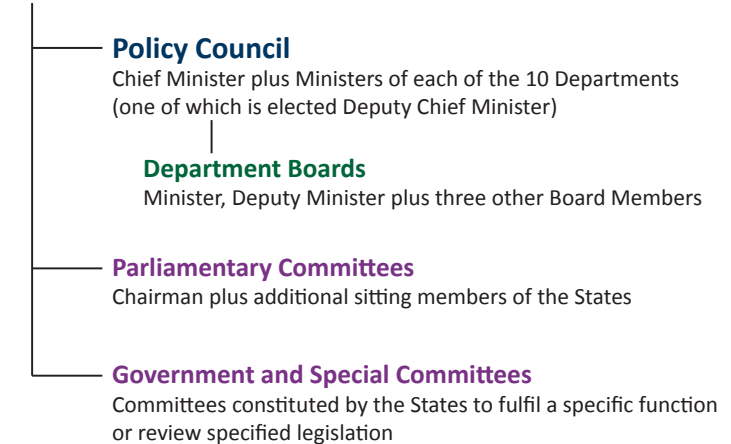 Policy Council
Chief Minister plus Ministers of each of the 10 Departments
(one of which is elected Deputy Chief Minister)
Department Boards
Minister, Deputy Minister plus three other Board Members
Parliamentary Committees
Chairman plus additional sitting members of the States
Government and Special Committees
Committees constituted by the States to fulfil a specific function
or review specified legislation